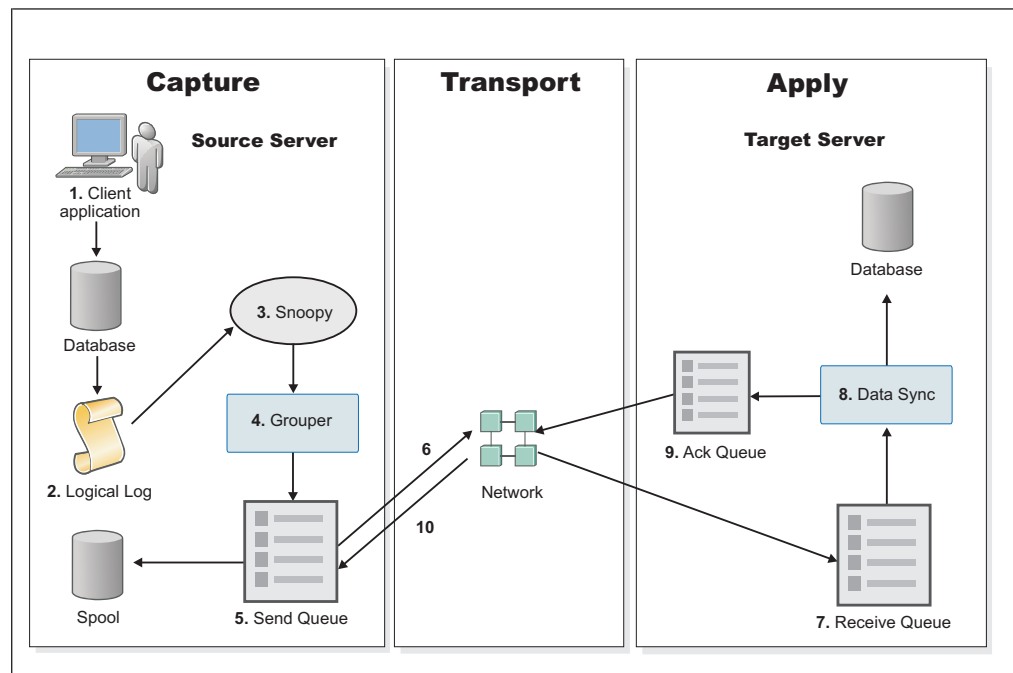 Capture
Source Server
1. Client
application
Database
2. Logical Log
Spool
3. Snoopy
4. Grouper
5. Send Queue
Transport
6
10
Network
Apply
Target Server
Database
8. Data Sync
9. Ack Queue
7. Receive Queue